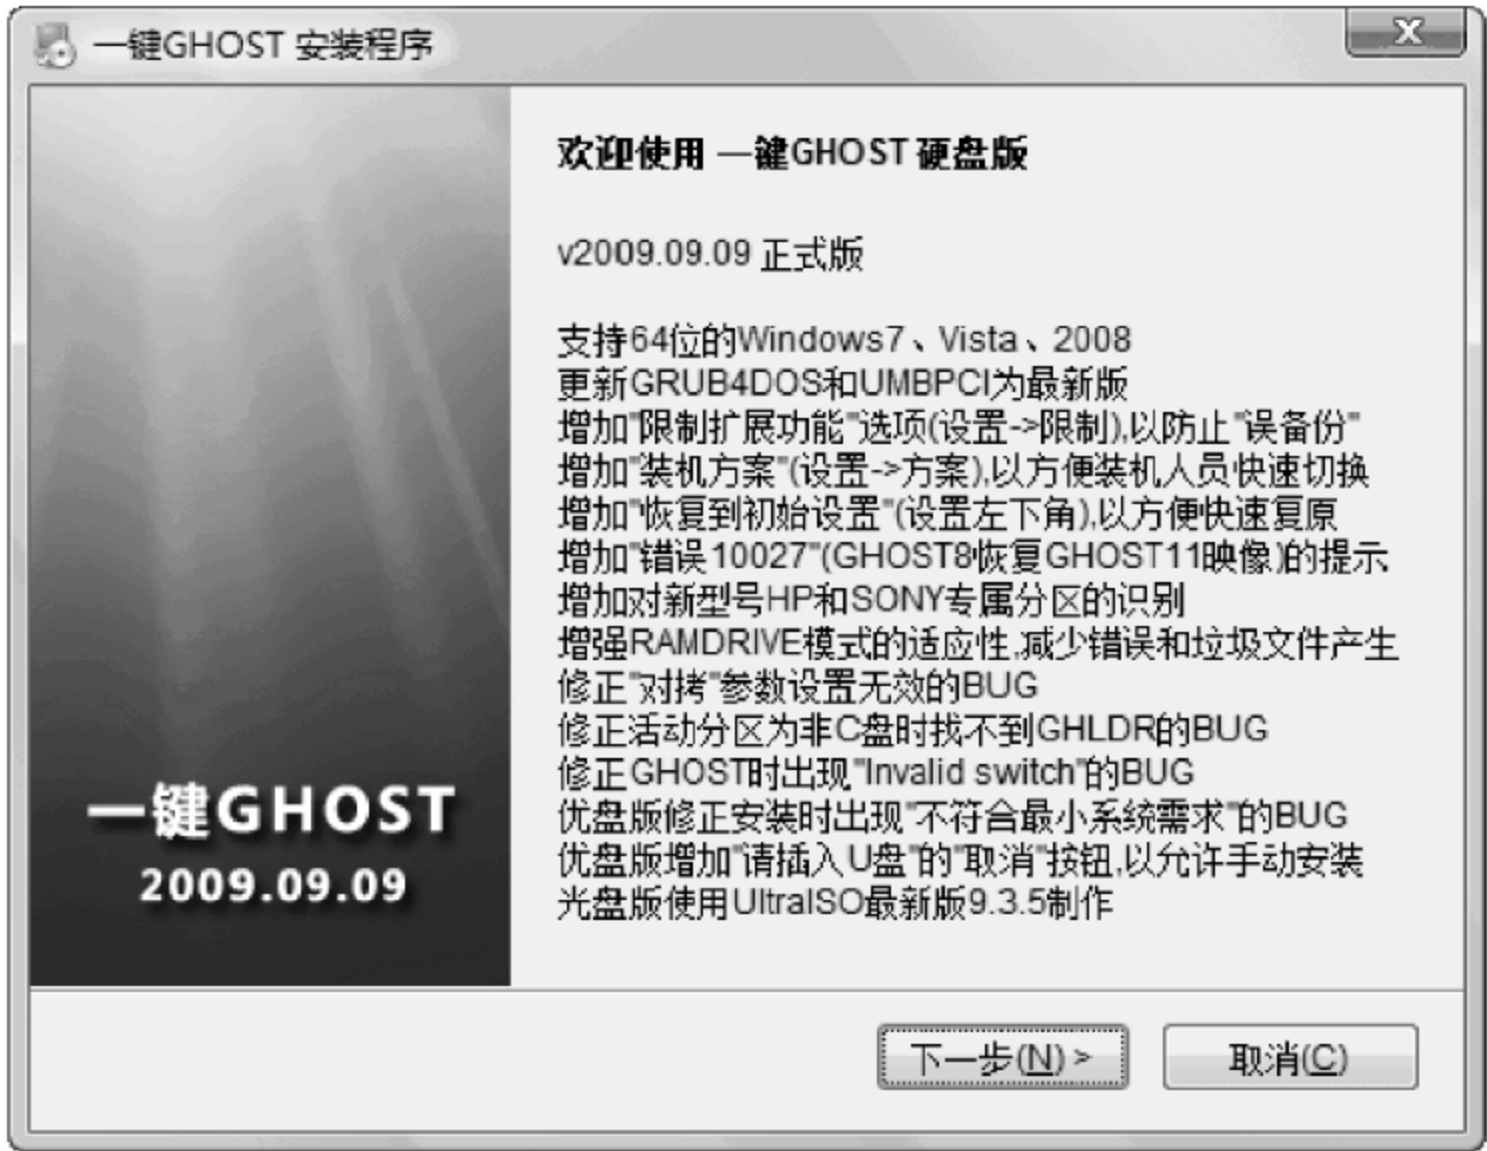 一键GHOST 安装程序
欢迎使用 一键GHOST 硬盘版
v2009.09.09 正式版
支持64位的Windows7、Vista、2008
更新GRUB4DOS和UMBPCI为最新版
增加"限制扩展功能"选项(设置->限制),以防止"误备份"
增加"装机方案"(设置->方案),以方便装机人员快速切换
增加"恢复到初始设置"(设置左下角),以方便快速复原
增加"错误10027"(GHOST8恢复GHOST11映像)的提示
增加对新型号HP和SONY专属分区的识别
增强RAMDRIVE模式的适应性,减少错误和垃圾文件产生
修正"对拷"参数设置无效的BUG
修正活动分区为非C盘时找不到GHLDR的BUG
修正GHOST时出现"Invalid switch"的BUG
优盘版修正安装时出现"不符合最小系统需求"的BUG
优盘版增加"请插入U盘"的"取消"按钮,以允许手动安装
光盘版使用UltraISO最新版9.3.5制作
一键GHOST
2009.09.09
下一步(N) >
取消(C)